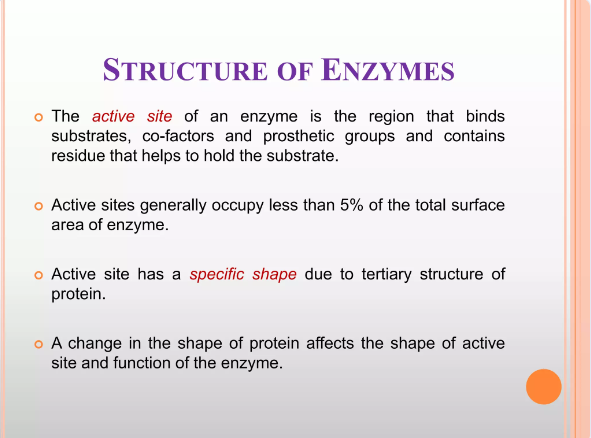 STRUCTURE OF ENZYMES
The active site of an enzyme is the region that binds
substrates, co-factors and prosthetic groups and contains
residue that helps to hold the substrate.
Active sites generally occupy less than 5% of the total surface
area of enzyme.
Active site has a specific shape due to tertiary structure of
protein.
A change in the shape of protein affects the shape of active
site and function of the enzyme.